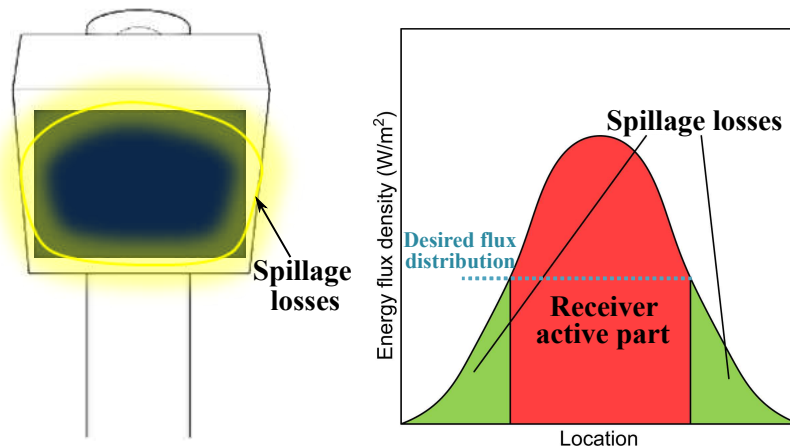 Spillage
losses
Energy flux density (W/m²)
Spillage losses
Desired flux
distribution
Receiver
active part
Location